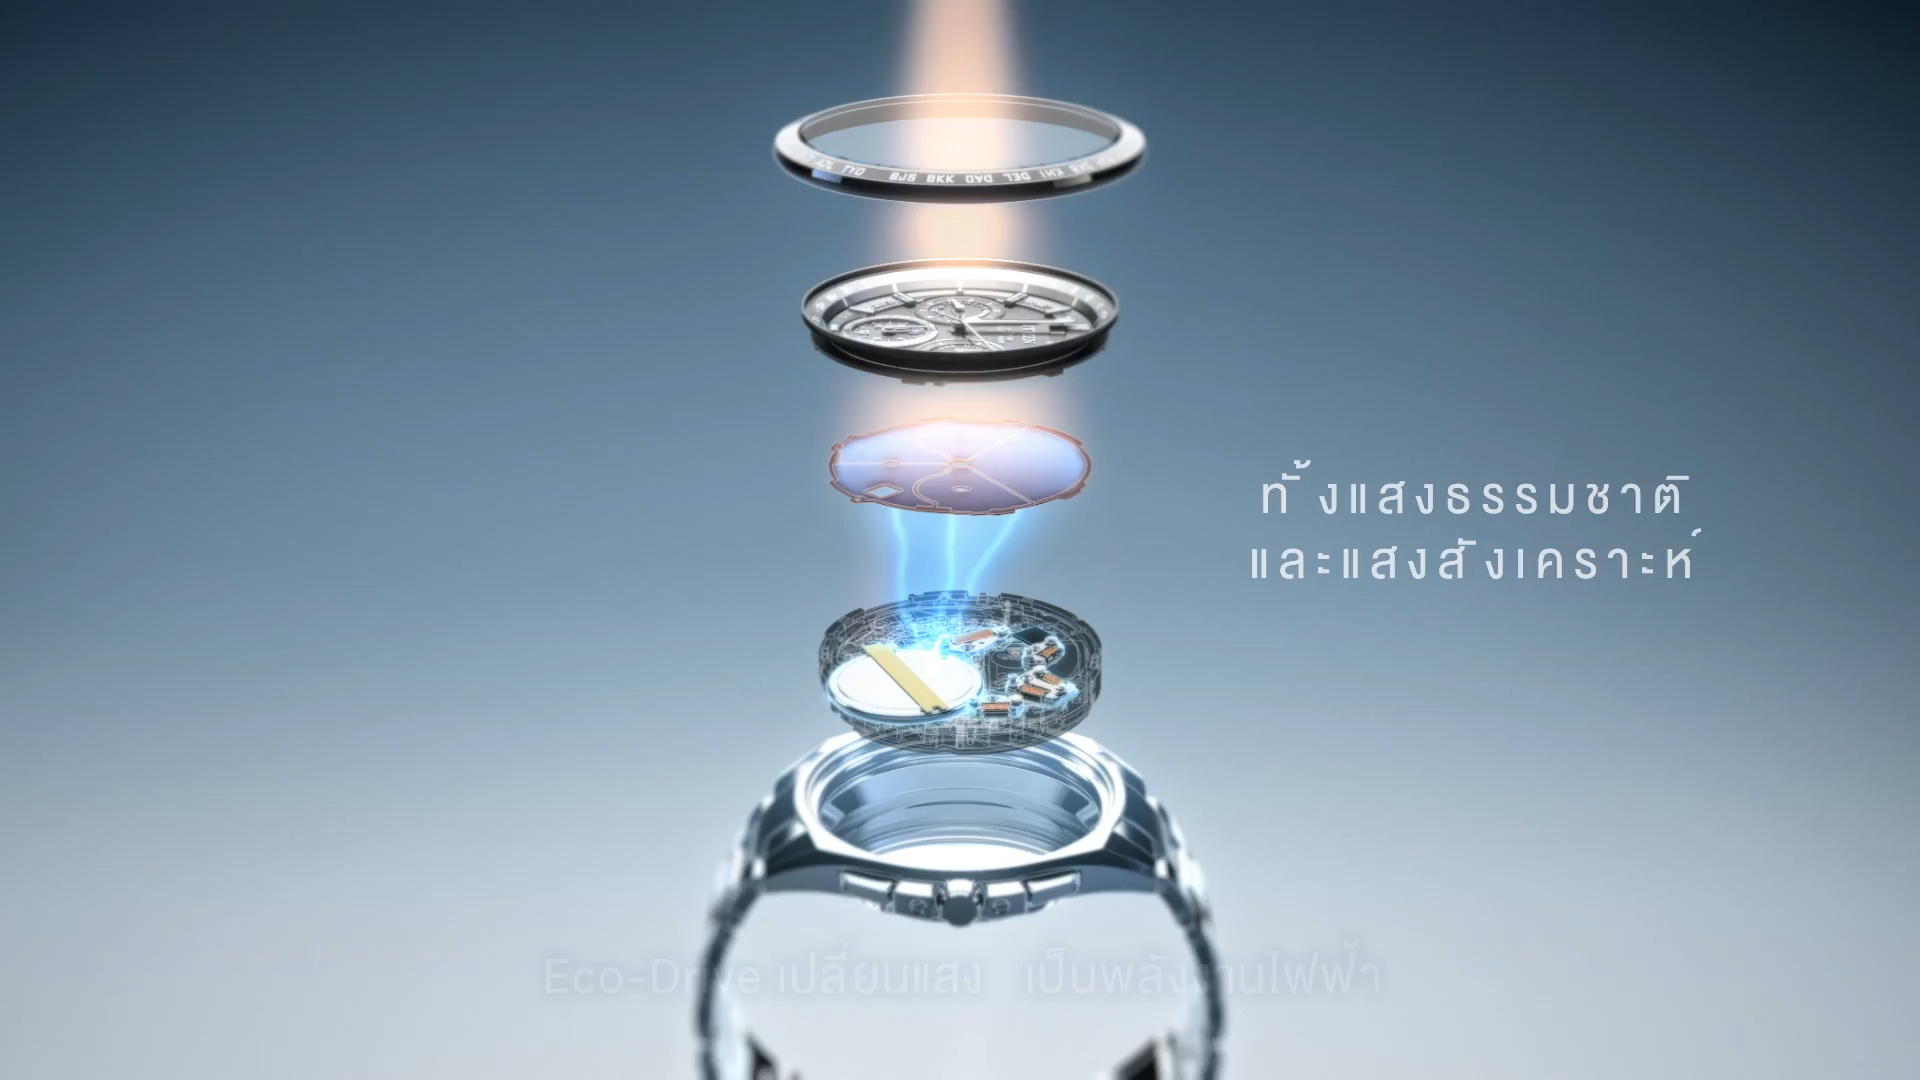 TYO BJS BKK DAD DEL KHI
ทั้งแสงธรรมชาติ
และแสงสังเคราะห์
Eco-Drive เปลี่ยนแสง เป็นพลังงานไฟฟ้า